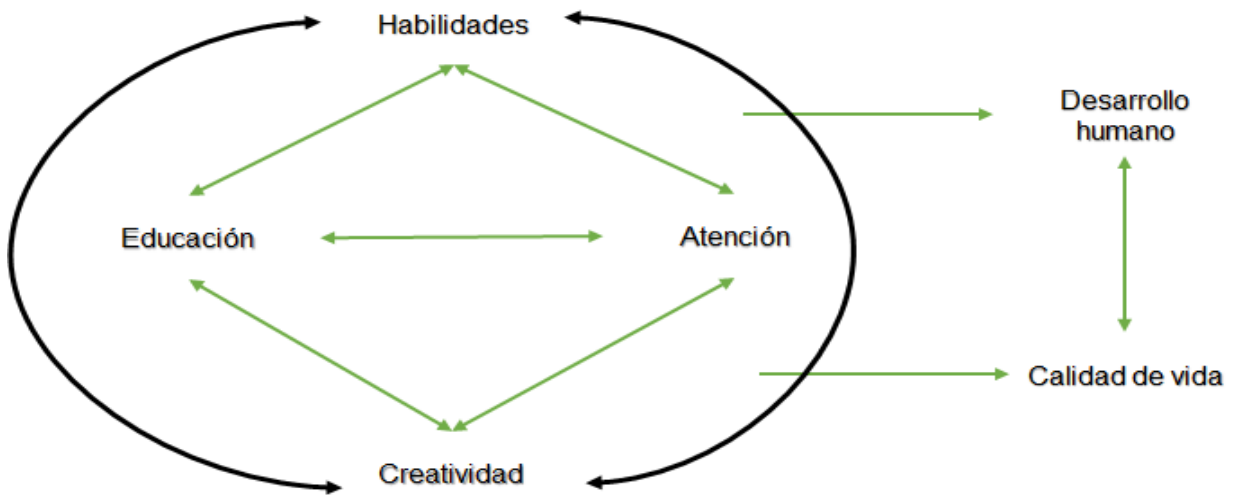 Habilidades
Desarrollo
humano
Educación
Atención
Calidad de vida
Creatividad